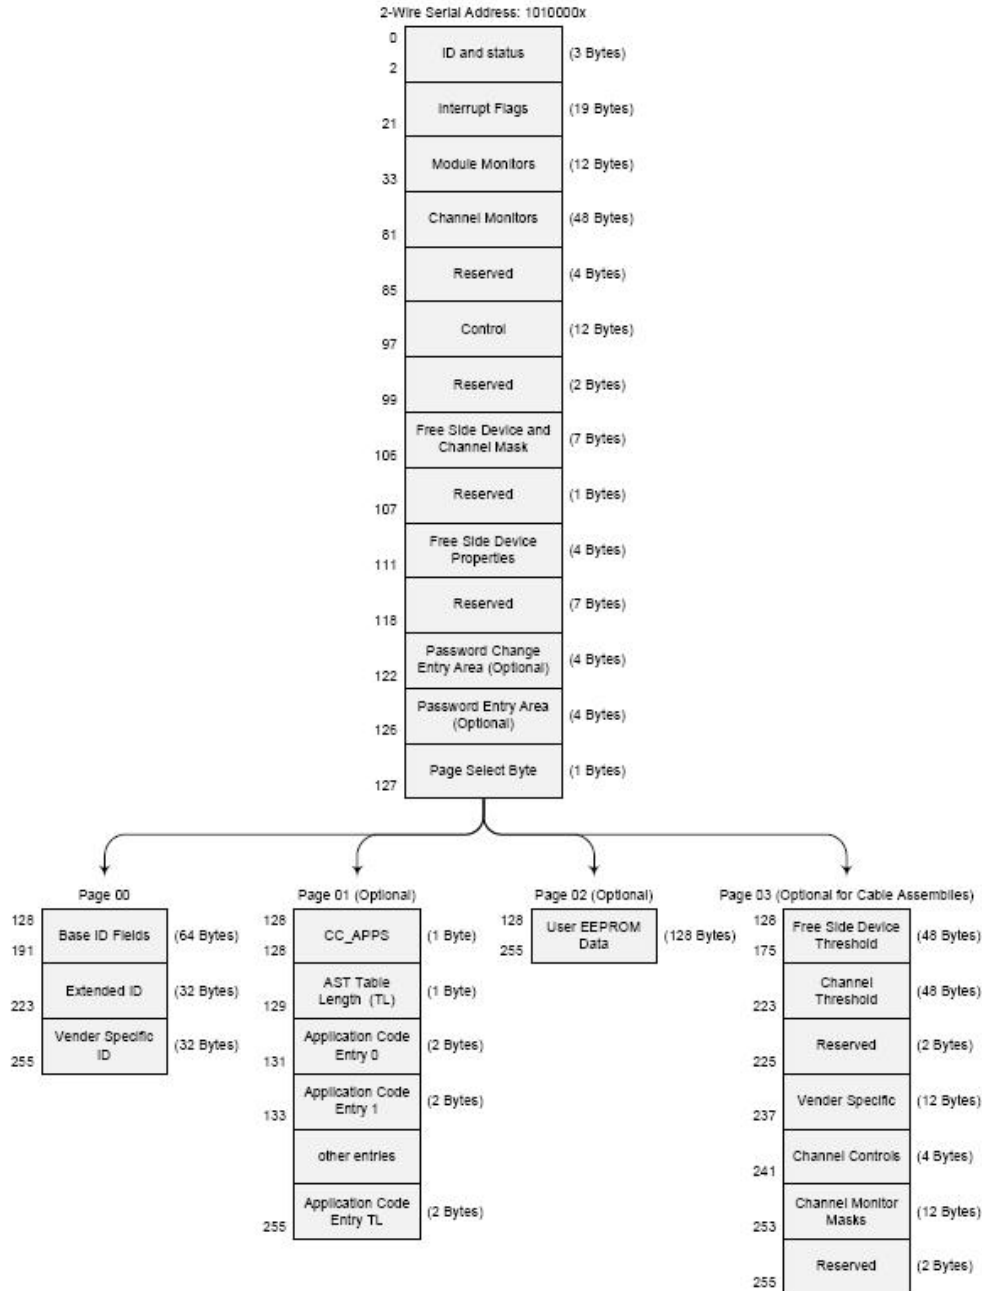 2-Wire Serial Address: 1010000x
0
ID and status (3 Bytes)
2
Interrupt Flags (19 Bytes)
21
Module Monitors (12 Bytes)
33
Channel Monitors (48 Bytes)
81
Reserved (4 Bytes)
85
Control (12 Bytes)
97
Reserved (2 Bytes)
99
Free Side Device and
Channel Mask (7 Bytes)
106
Reserved (1 Bytes)
107
Free Side Device
Properties (4 Bytes)
111
Reserved (7 Bytes)
118
Password Change
Entry Area (Optional) (4 Bytes)
122
Password Entry Area
(Optional) (4 Bytes)
126
Page Select Byte (1 Bytes)
127
Page 00
128
Base ID Fields (64 Bytes)
191
Extended ID (32 Bytes)
223
Vender Specific
ID (32 Bytes)
255
Page 01 (Optional)
128
CC_APPS (1 Byte)
128
AST Table
Length (TL) (1 Byte)
129
Application Code
Entry 0 (2 Bytes)
131
Application Code
Entry 1 (2 Bytes)
133
other entries
Application Code
Entry TL (2 Bytes)
255
Page 02 (Optional)
128
User EEPROM
Data (128 Bytes)
255
Page 03 (Optional for Cable Assemblies)
128
Free Side Device
Threshold (48 Bytes)
175
Channel
Threshold (48 Bytes)
223
Reserved (2 Bytes)
225
Vender Specific (12 Bytes)
237
Channel Controls (4 Bytes)
241
Channel Monitor
Masks (12 Bytes)
253
Reserved (2 Bytes)
255